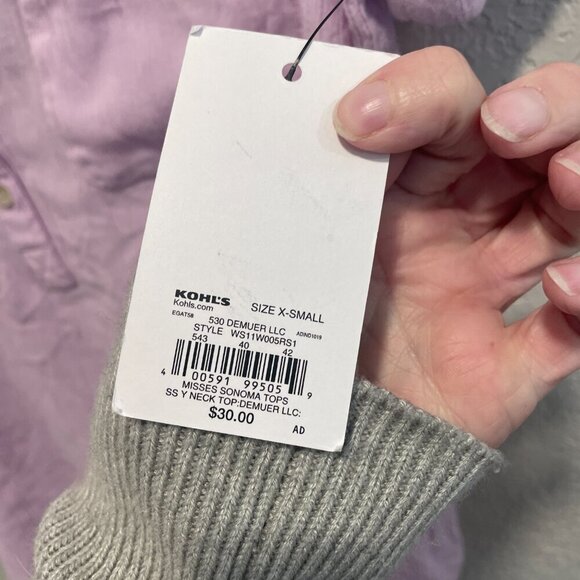 KOHL'S
Kohls.com SIZE X-SMALL
EGAT58 530 DEMUER LLC ADIND1019
STYLE WS11W005RS1
543 40 42
4 00591 99505 9
MISSES SONOMA TOPS
SS Y NECK TOP:DEMUER LLC:
$30.00
AD